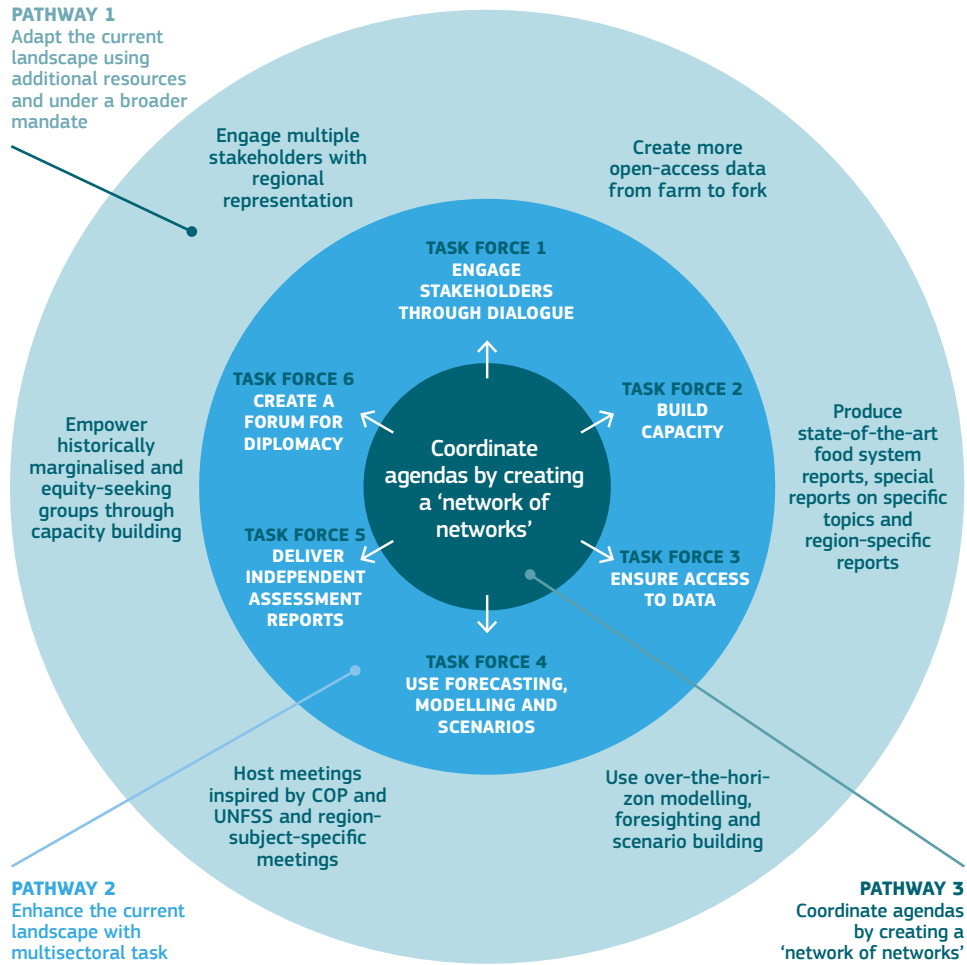 PATHWAY 1
Adapt the current
landscape using
additional resources
and under a broader
mandate
Engage multiple
stakeholders with
regional
representation
Create more
open-access data
from farm to fork
TASK FORCE 1
ENGAGE
STAKEHOLDERS
THROUGH DIALOGUE
TASK FORCE 6
CREATE A
FORUM FOR
DIPLOMACY
TASK FORCE 2
BUILD
CAPACITY
Empower
historically
marginalised and
equity-seeking
groups through
capacity building
Coordinate
agendas by creating
a ‘network of
networks’
Produce
state-of-the-art
food system
reports, special
reports on specific
topics and
region-specific
reports
TASK FORCE 5
DELIVER
INDEPENDENT
ASSESSMENT
REPORTS
TASK FORCE 3
ENSURE ACCESS
TO DATA
TASK FORCE 4
USE FORECASTING,
MODELLING AND
SCENARIOS
Host meetings
inspired by COP and
UNFSS and region-
subject-specific
meetings
Use over-the-hori-
zon modelling,
foresighting and
scenario building
PATHWAY 2
Enhance the current
landscape with
multisectoral task
PATHWAY 3
Coordinate agendas
by creating a
‘network of networks’